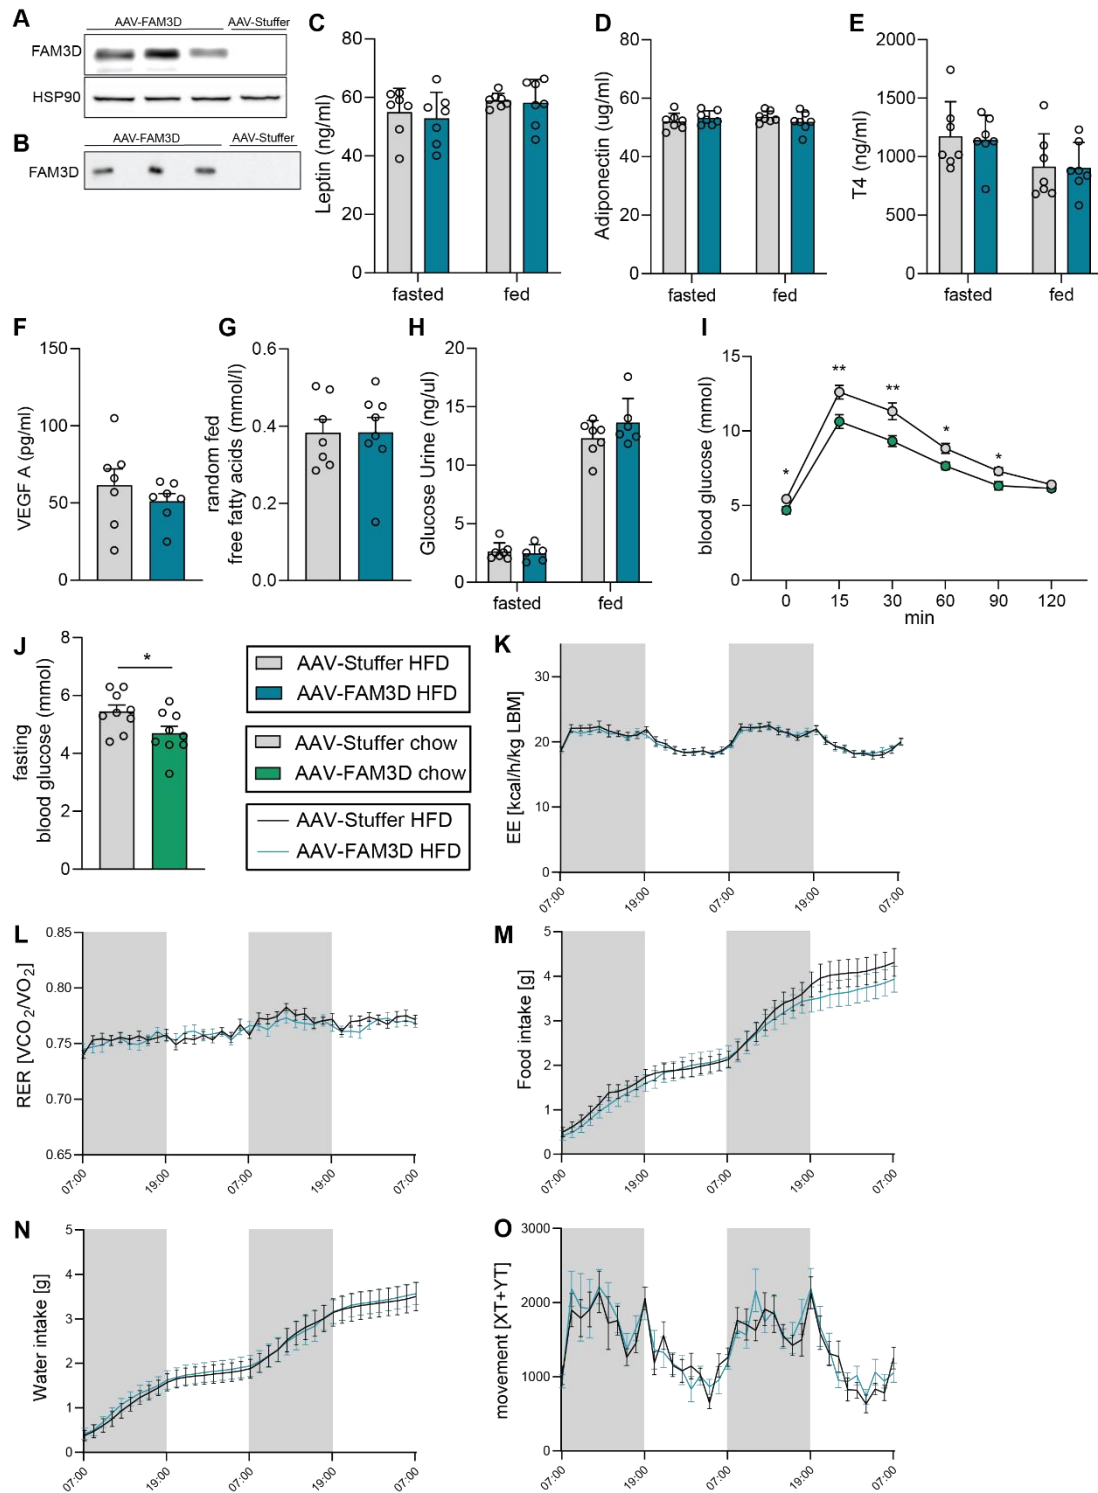 A
AAV-FAM3D
AAV-Stuffer
FAM3D
HSP90
B
AAV-FAM3D
AAV-Stuffer
FAM3D
C
Leptin (ng/ml)
80
60
40
20
0
fasted
fed
D
Adiponectin (ug/ml)
80
60
40
20
0
fasted
fed
E
T4 (ng/ml)
2000
1500
1000
500
0
fasted
fed
F
VEGF A (pg/ml)
150
100
50
0
G
random fed
free fatty acids (mmol/l)
0.6
0.4
0.2
0.0
H
Glucose Urine (ng/ul)
20
15
10
5
0
fasted
fed
I
blood glucose (mmol)
15
10
5
0
*
**
**
*
*
0
15
30
60
90
120
min
J
fasting
blood glucose (mmol)
8
6
4
2
0
*
AAV-Stuffer HFD
AAV-FAM3D HFD
AAV-Stuffer chow
AAV-FAM3D chow
AAV-Stuffer HFD
AAV-FAM3D HFD
K
EE [kcal/h/kg LBM]
30
20
10
0
07:00
19:00
07:00
19:00
07:00
L
RER [VCO₂/VO₂]
0.85
0.80
0.75
0.70
0.65
07:00
19:00
07:00
19:00
07:00
M
Food intake [g]
5
4
3
2
1
0
07:00
19:00
07:00
19:00
07:00
N
Water intake [g]
5
4
3
2
1
0
07:00
19:00
07:00
19:00
07:00
O
movement [XT+YT]
3000
2000
1000
0
07:00
19:00
07:00
19:00
07:00